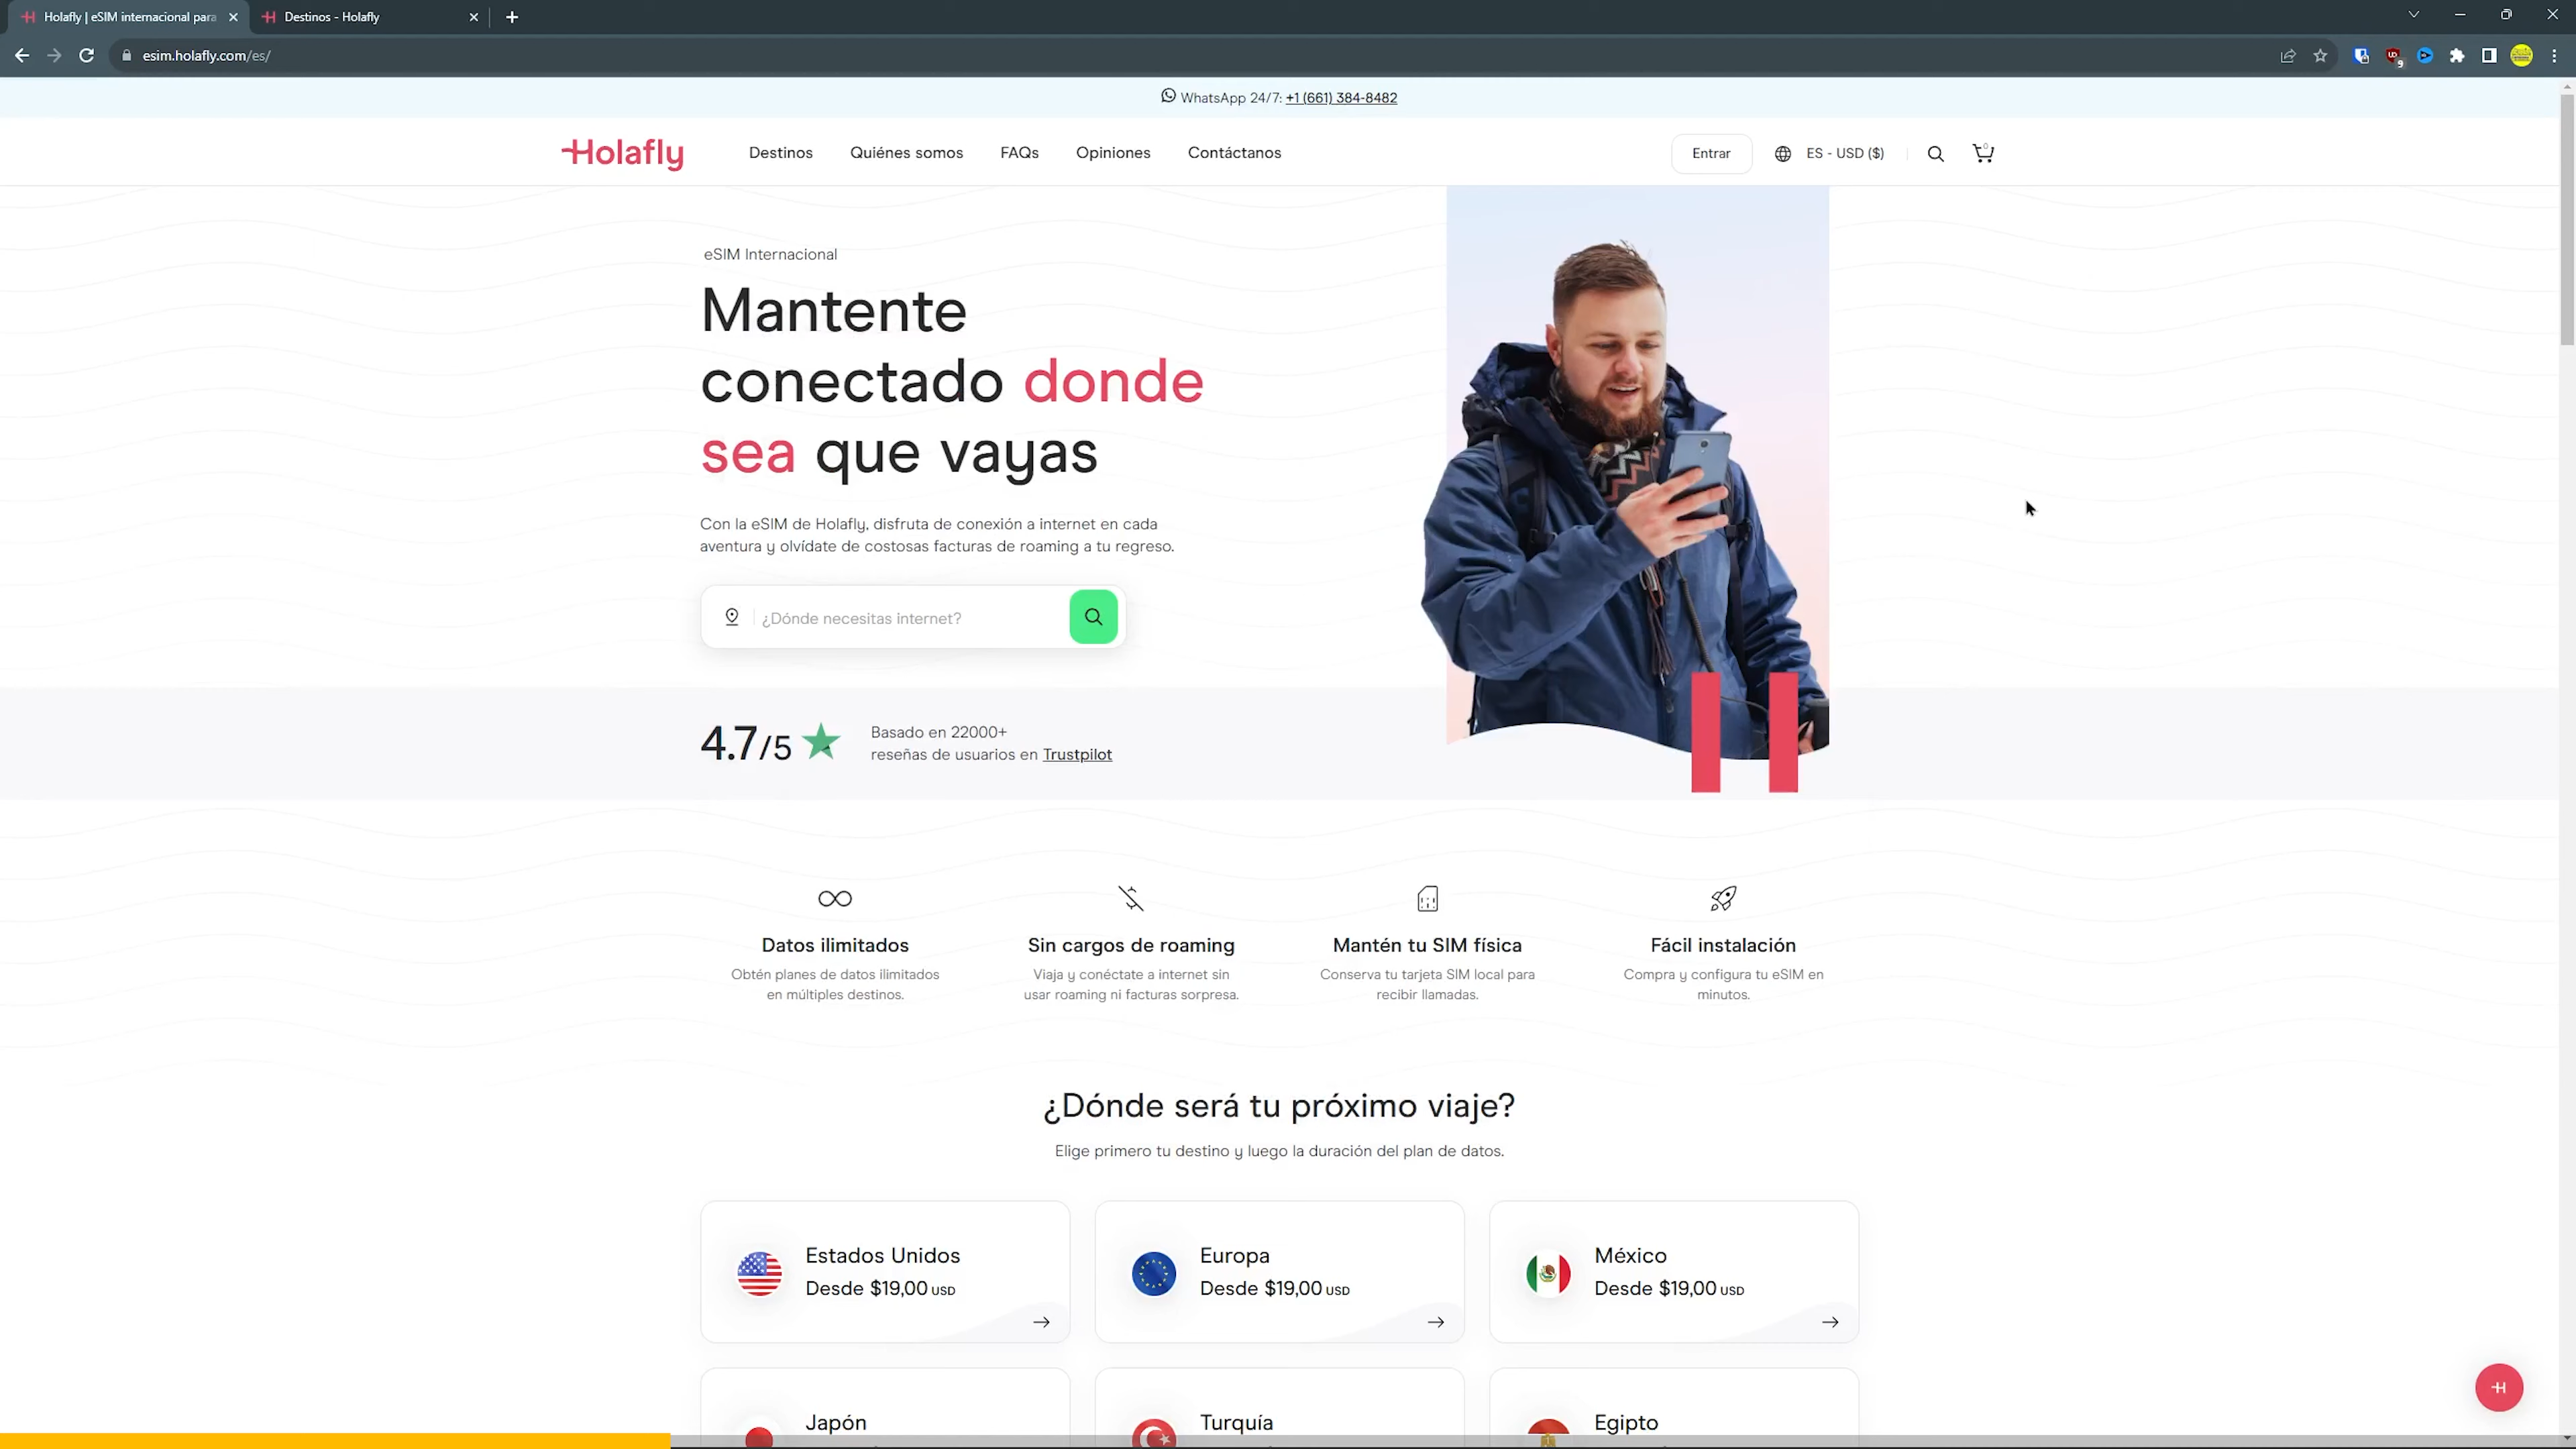 Holafly | eSIM internacional para
Destinos - Holafly
esim.holafly.com/es/
9
WhatsApp 24/7: +1 (661) 384-8482
Holafly
Destinos
Quiénes somos
FAQs
Opiniones
Contáctanos
Entrar
ES - USD ($)
0
eSIM Internacional
Mantente
conectado donde
sea que vayas
Con la eSIM de Holafly, disfruta de conexión a internet en cada
aventura y olvídate de costosas facturas de roaming a tu regreso.
¿Dónde necesitas internet?
4.7/5
Basado en 22000+
reseñas de usuarios en Trustpilot
Datos ilimitados
Obtén planes de datos ilimitados
en múltiples destinos.
Sin cargos de roaming
Viaja y conéctate a internet sin
usar roaming ni facturas sorpresa.
Mantén tu SIM física
Conserva tu tarjeta SIM local para
recibir llamadas.
Fácil instalación
Compra y configura tu eSIM en
minutos.
¿Dónde será tu próximo viaje?
Elige primero tu destino y luego la duración del plan de datos.
Estados Unidos
Desde $19,00 USD
Europa
Desde $19,00 USD
México
Desde $19,00 USD
Japón
Turquía
Egipto